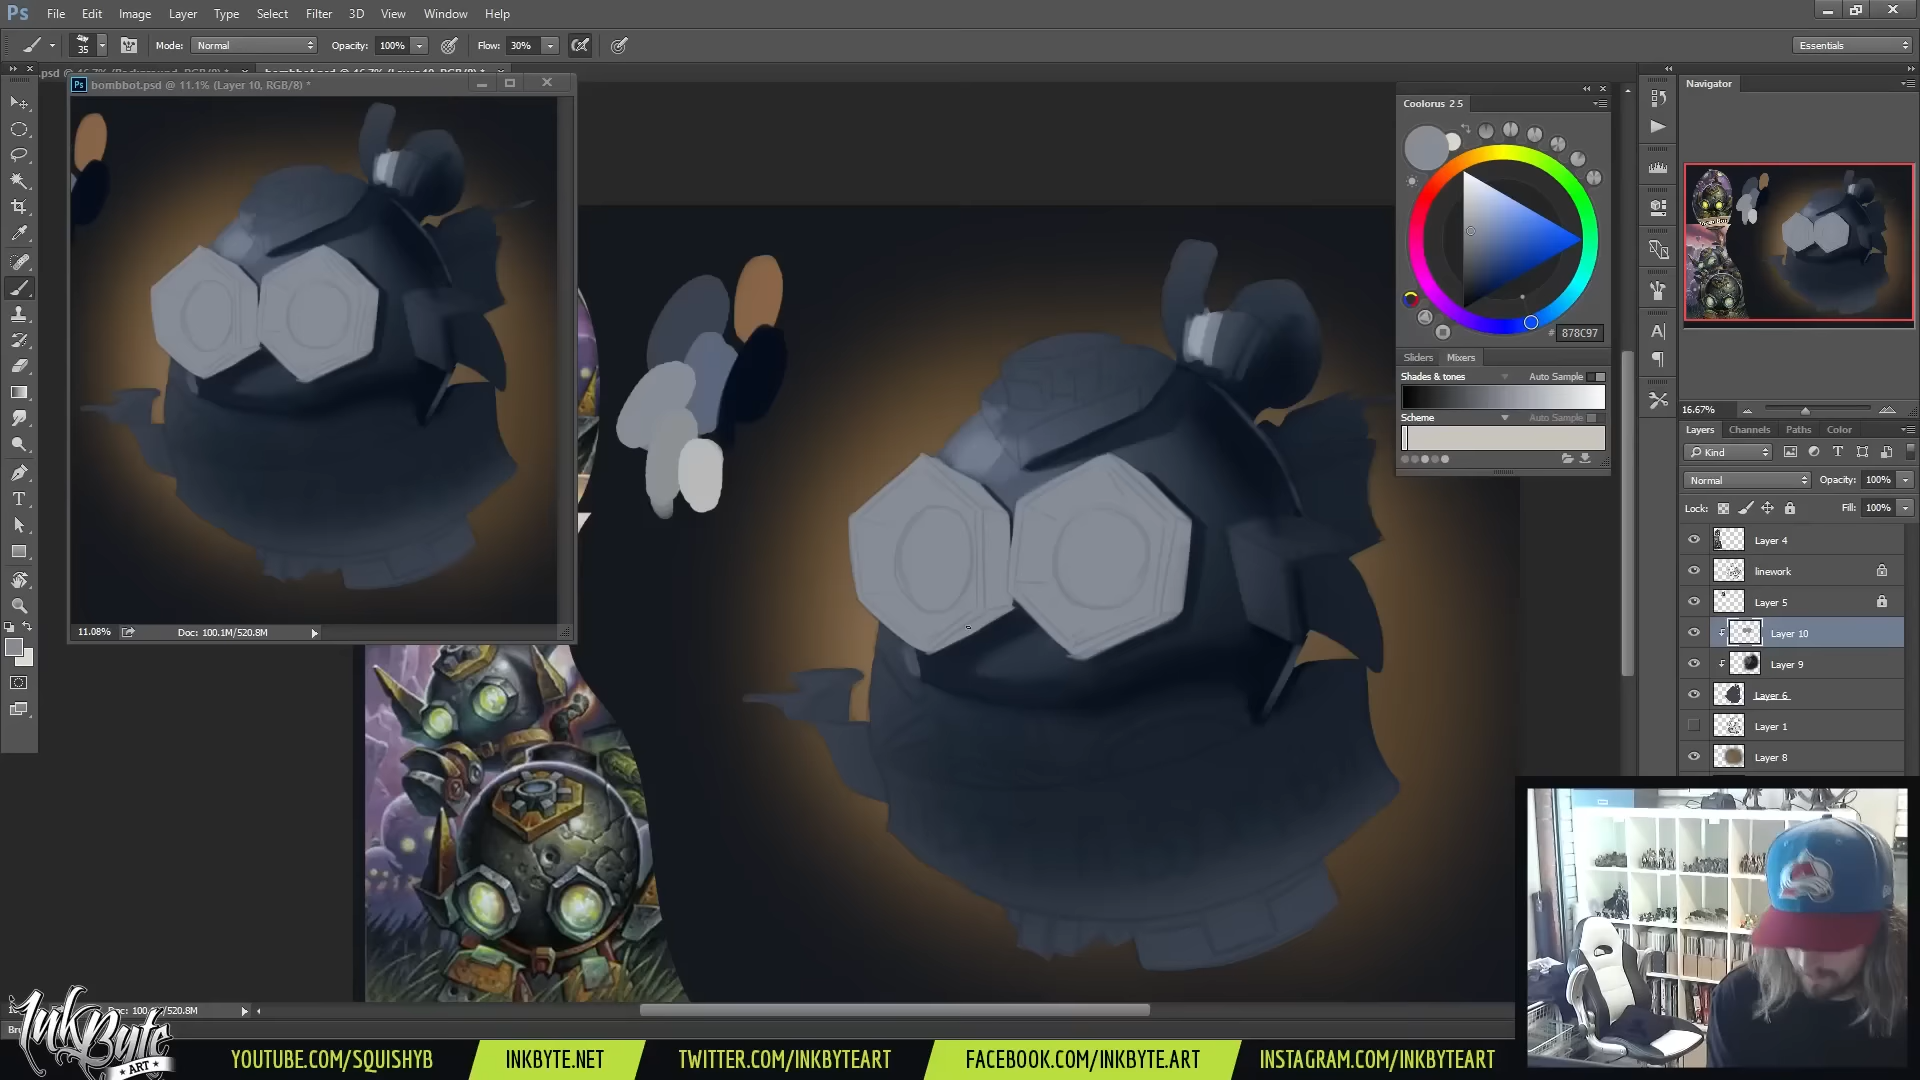 Ps File Edit Image Layer Type Select Filter 3D View Window Help
35 Mode: Normal Opacity: 100% Flow: 30% Essentials
bombbot.psd @ 11.1% (Layer 10, RGB/8) *
11.08% Doc: 100.1M/520.8M
Coolorus 2.5
# 878C97
Sliders Mixers
Shades & tones Auto Sample
Scheme Auto Sample
Navigator
16.67%
Layers Channels Paths Color
Kind
Normal Opacity: 100%
Lock: Fill: 100%
Layer 4
linework
Layer 5
Layer 10
Layer 9
Layer 6
Layer 1
Layer 8
InkByte
ART
YOUTUBE.COM/SQUISHYB INKBYTE.NET TWITTER.COM/INKBYTEART FACEBOOK.COM/INKBYTE.ART INSTAGRAM.COM/INKBYTEART